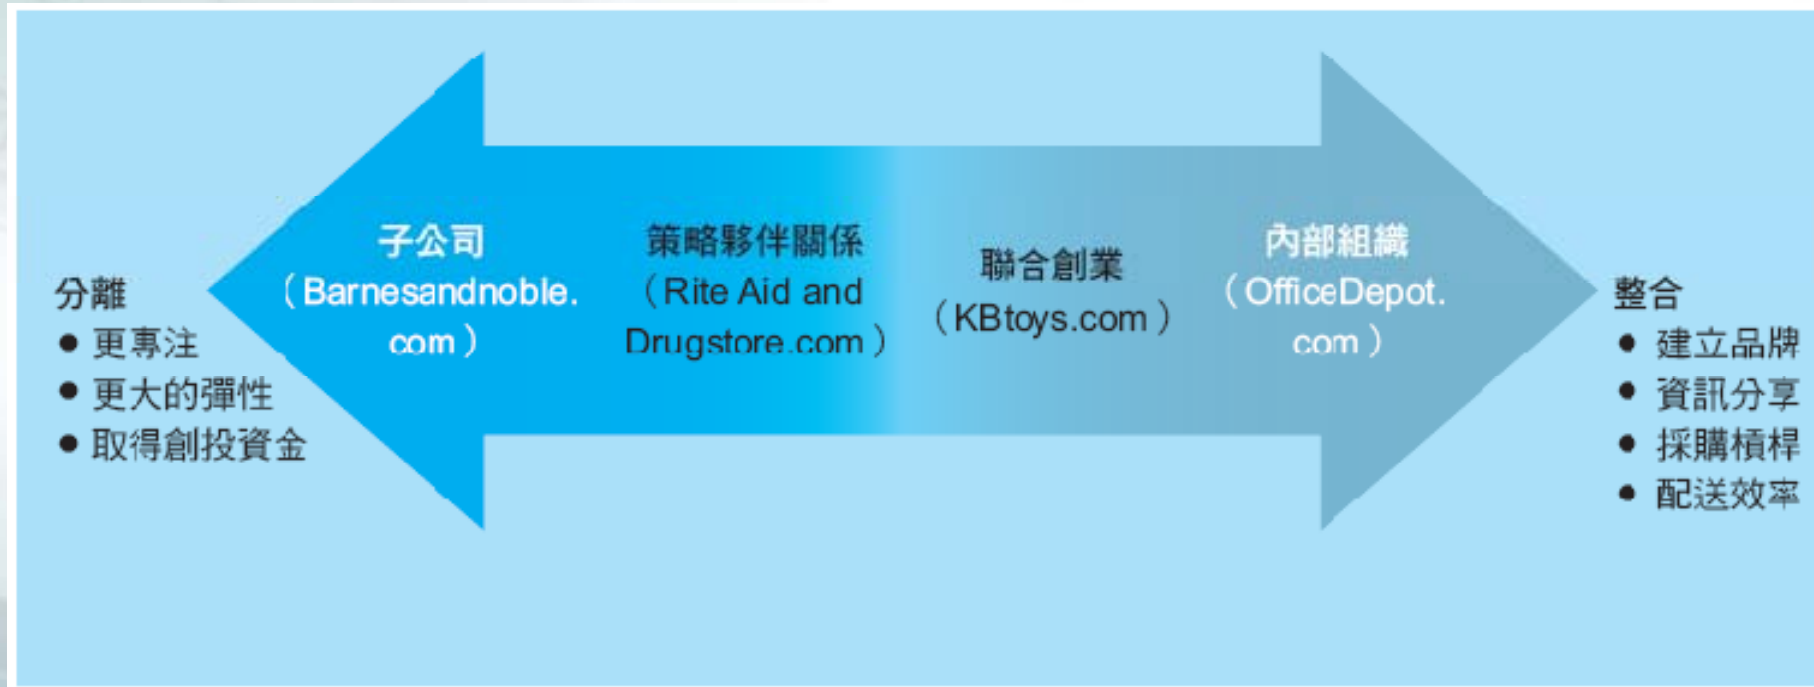 分離
● 更專注
● 更大的彈性
● 取得創投資金
子公司
（Barnesandnoble.
com）
策略夥伴關係
（Rite Aid and
Drugstore.com）
聯合創業
（KBtoys.com）
內部組織
（OfficeDepot.
com）
整合
● 建立品牌
● 資訊分享
● 採購槓桿
● 配送效率